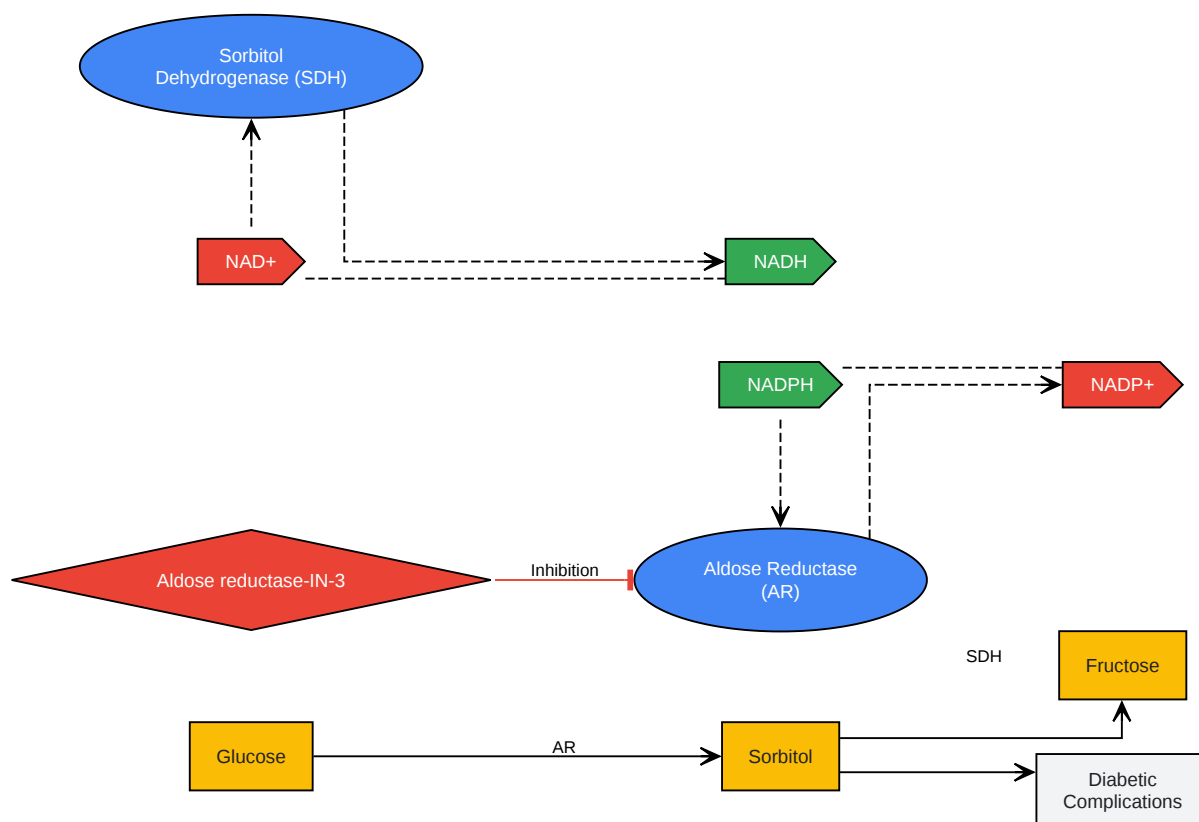 Sorbitol
Dehydrogenase (SDH)
NAD+
NADH
NADPH
NADP+
Aldose reductase-IN-3
Inhibition
Aldose Reductase
(AR)
SDH
Fructose
Glucose
AR
Sorbitol
Diabetic
Complications